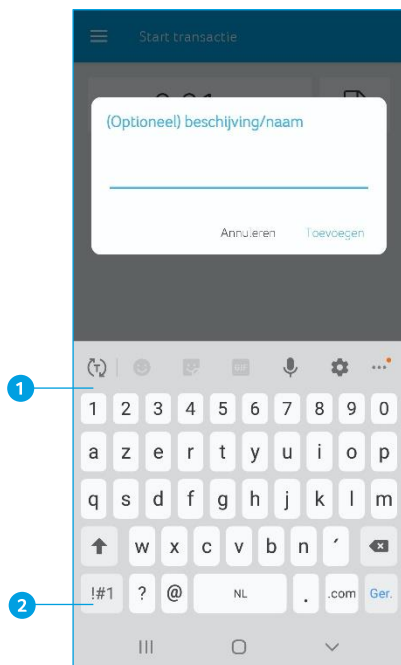 Start transactie
(Optioneel) beschijving/naam
Annuleren Toevoegen
T GIF
1
1 2 3 4 5 6 7 8 9 0
a z e r t y u i o p
q s d f g h j k l m
w x c v b n ´
2
!#1 ? @ NL . .com Ger.